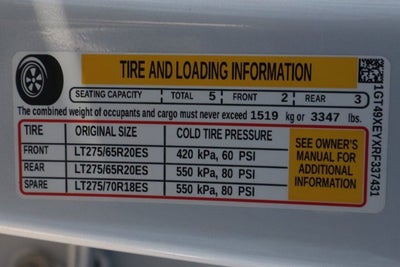 TIRE AND LOADING INFORMATION
SEATING CAPACITY TOTAL 5 FRONT 2 REAR 3
The combined weight of occupants and cargo must never exceed 1519 kg or 3347 lbs.
TIRE ORIGINAL SIZE COLD TIRE PRESSURE
FRONT LT275/65R20ES 420 kPa, 60 PSI
REAR LT275/65R20ES 550 kPa, 80 PSI
SPARE LT275/70R18ES 550 kPa, 80 PSI
SEE OWNER'S
MANUAL FOR
ADDITIONAL
INFORMATION
1GT49XEYXRF337431